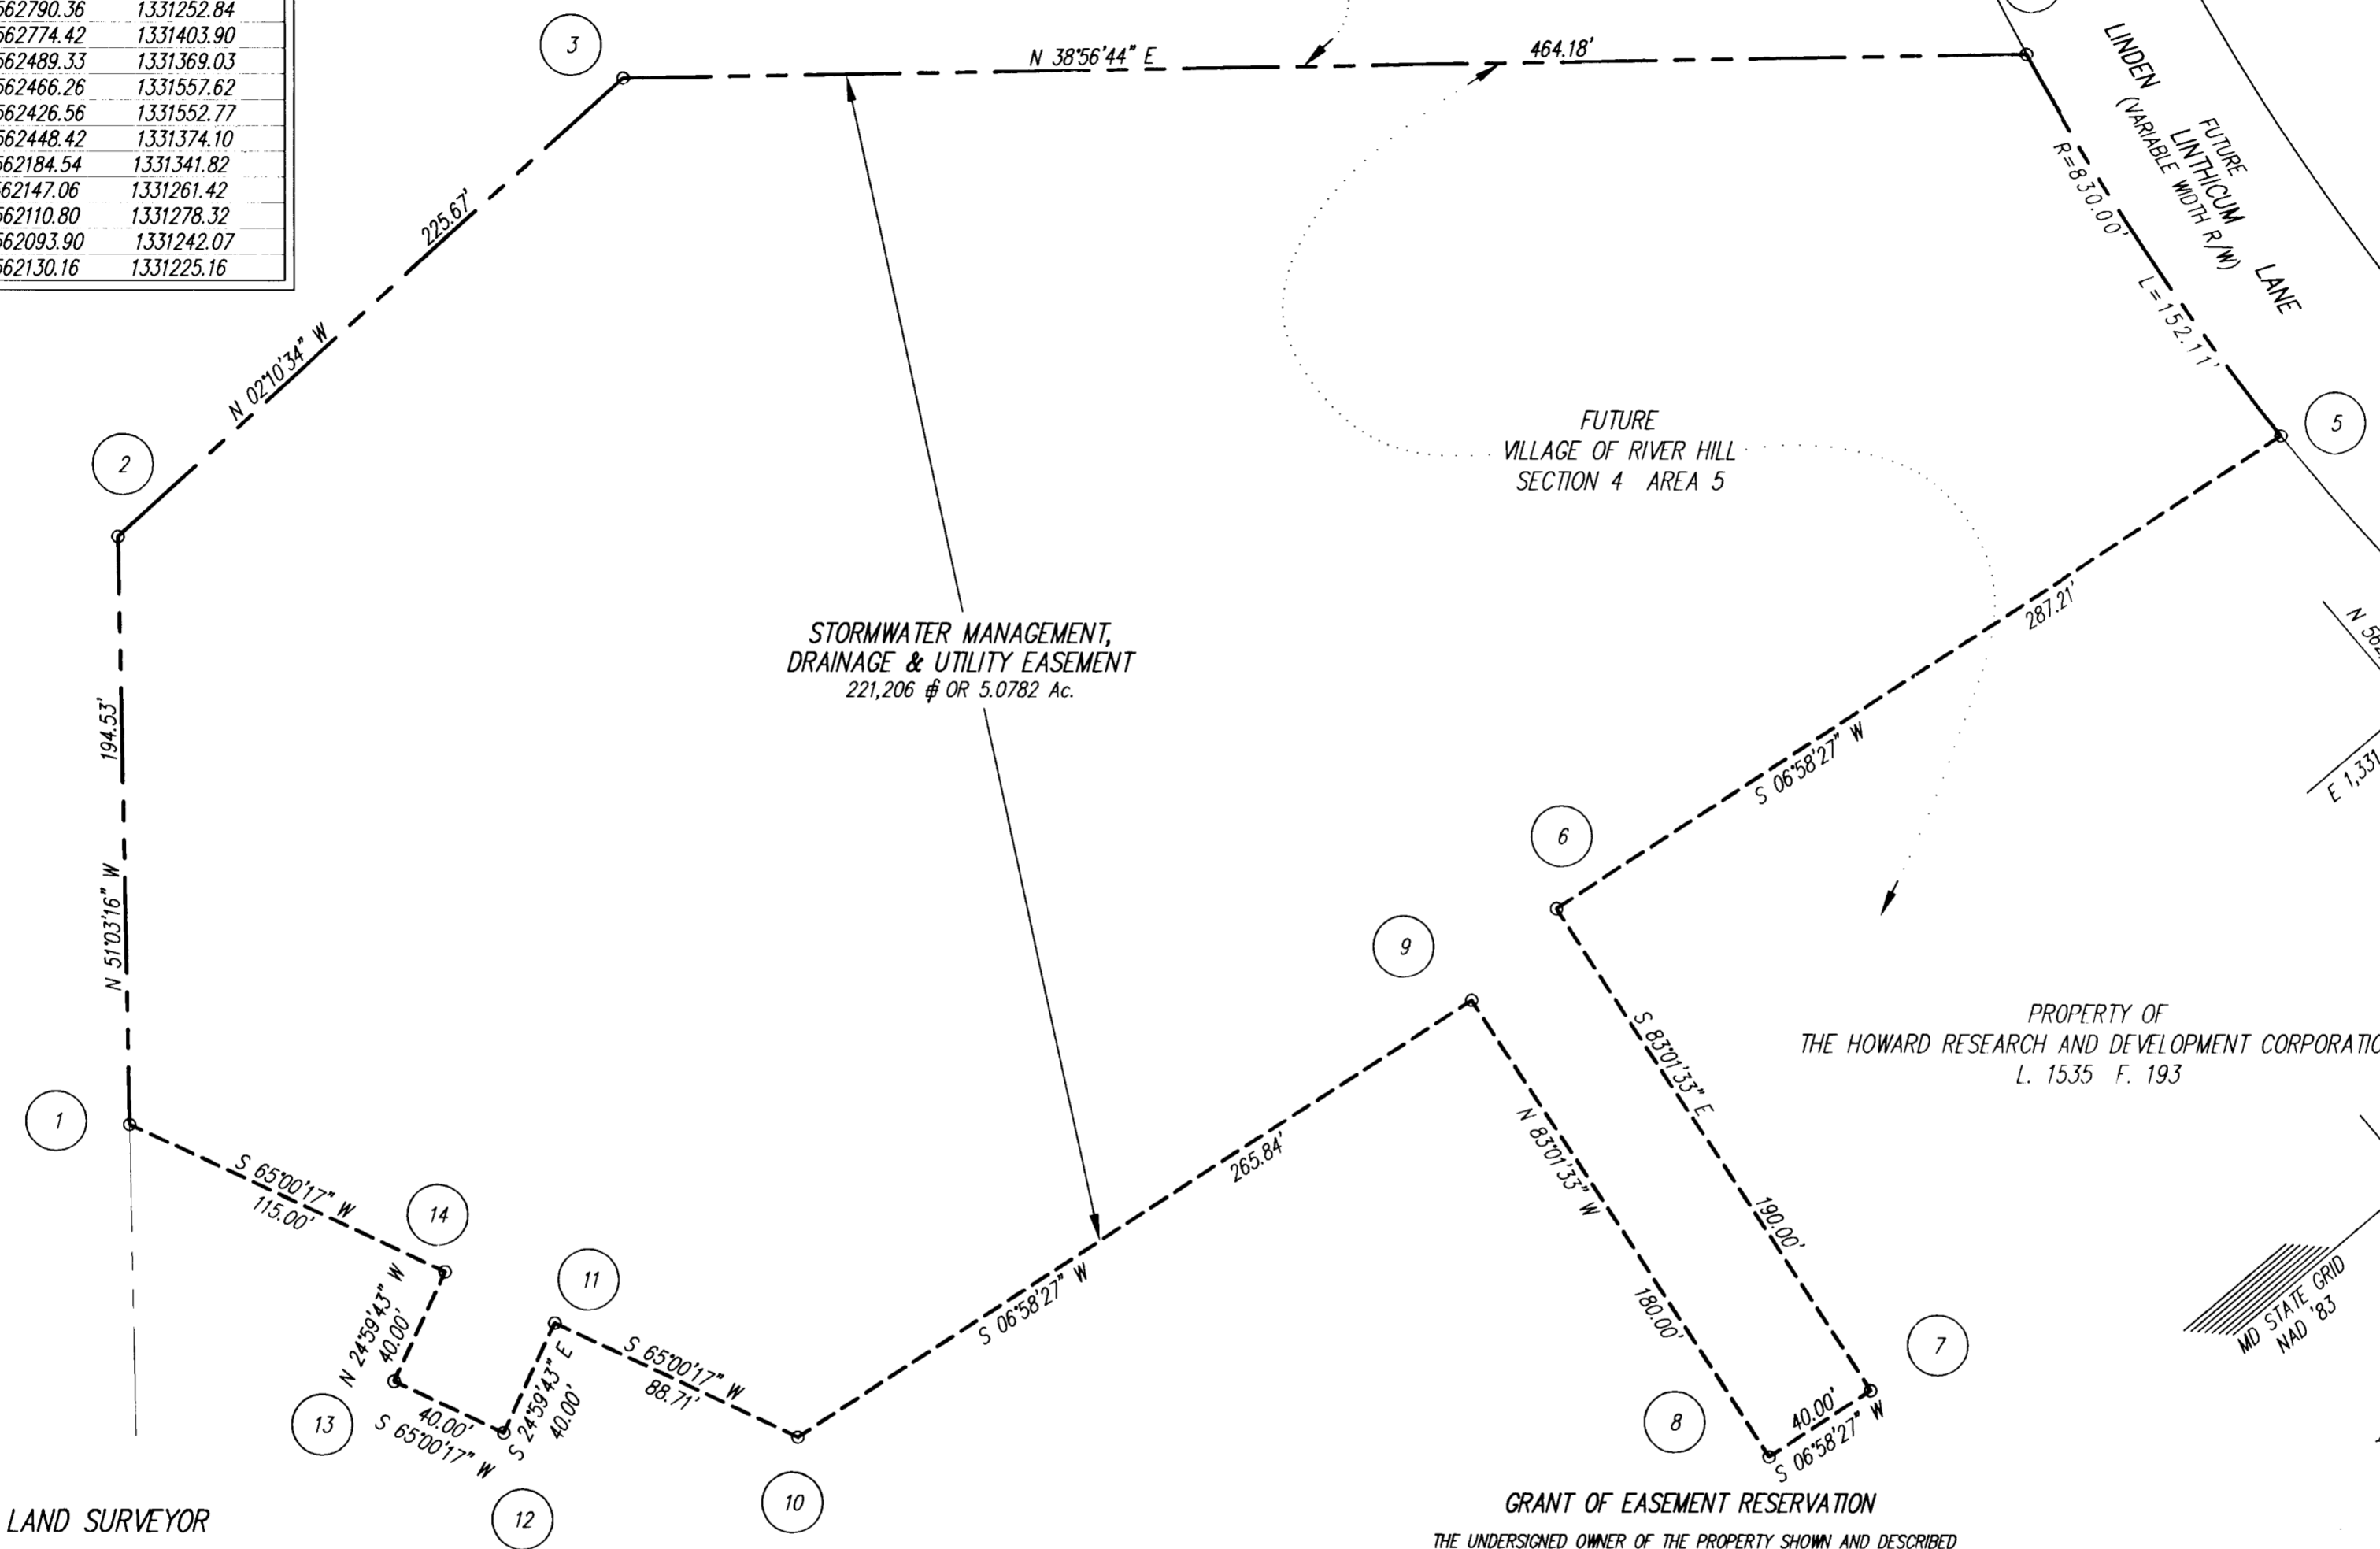 562790.36 1331252.84
562774.42 1331403.90
562489.33 1331369.03
562466.26 1331557.62
562426.56 1331552.77
562448.42 1331374.10
562184.54 1331341.82
562147.06 1331261.42
562110.80 1331278.32
562093.90 1331242.07
562130.16 1331225.16
3
N 38°56'44" E
464.18'
LINDEN LINTHICUM LANE
FUTURE
(VARIABLE WIDTH R/W)
R=830.00'
L=152.11'
225.67'
N 02°10'34" W
2
5
FUTURE
VILLAGE OF RIVER HILL
SECTION 4 AREA 5
287.21'
S 06°58'27" W
STORMWATER MANAGEMENT,
DRAINAGE & UTILITY EASEMENT
221,206 ⌗ OR 5.0782 Ac.
194.53'
N 51°03'16" W
6
9
E 1,331
PROPERTY OF
THE HOWARD RESEARCH AND DEVELOPMENT CORPORATIO
L. 1535 F. 193
1
S 65°00'17" W
115.00'
14
S 83°01'33" E
190.00'
N 83°01'33" W
180.00'
265.84'
S 06°58'27" W
11
N 24°59'43" W
40.00'
S 65°00'17" W
88.71'
S 24°59'43" E
40.00'
MD STATE GRID
NAD '83
7
13
40.00'
S 65°00'17" W
8
40.00'
S 06°58'27" W
12
10
LAND SURVEYOR
GRANT OF EASEMENT RESERVATION
THE UNDERSIGNED OWNER OF THE PROPERTY SHOWN AND DESCRIBED